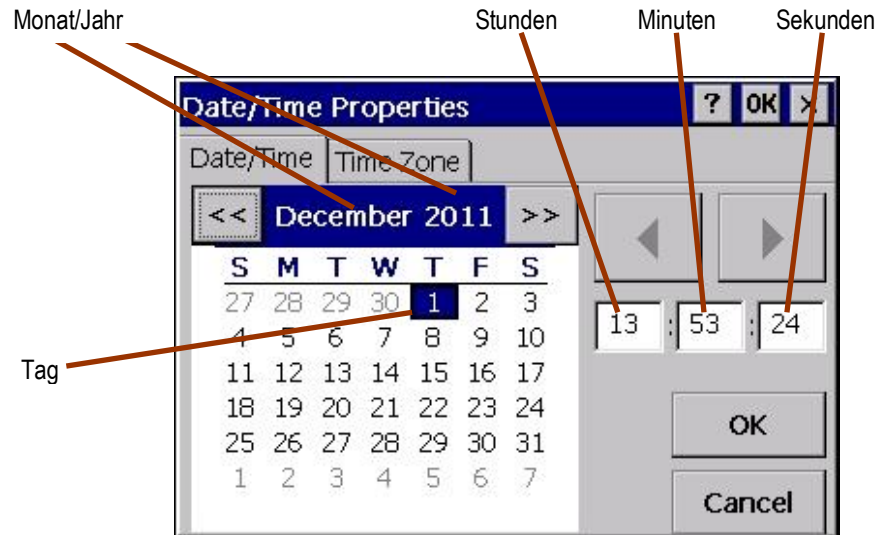 Monat/Jahr Stunden Minuten Sekunden
Date/Time Properties ? OK ×
Date/Time Time Zone
<< December 2011 >>
S M T W T F S
27 28 29 30 1 2 3
13 : 53 : 24
4 5 6 7 8 9 10
Tag
11 12 13 14 15 16 17
18 19 20 21 22 23 24
OK
25 26 27 28 29 30 31
1 2 3 4 5 6 7
Cancel